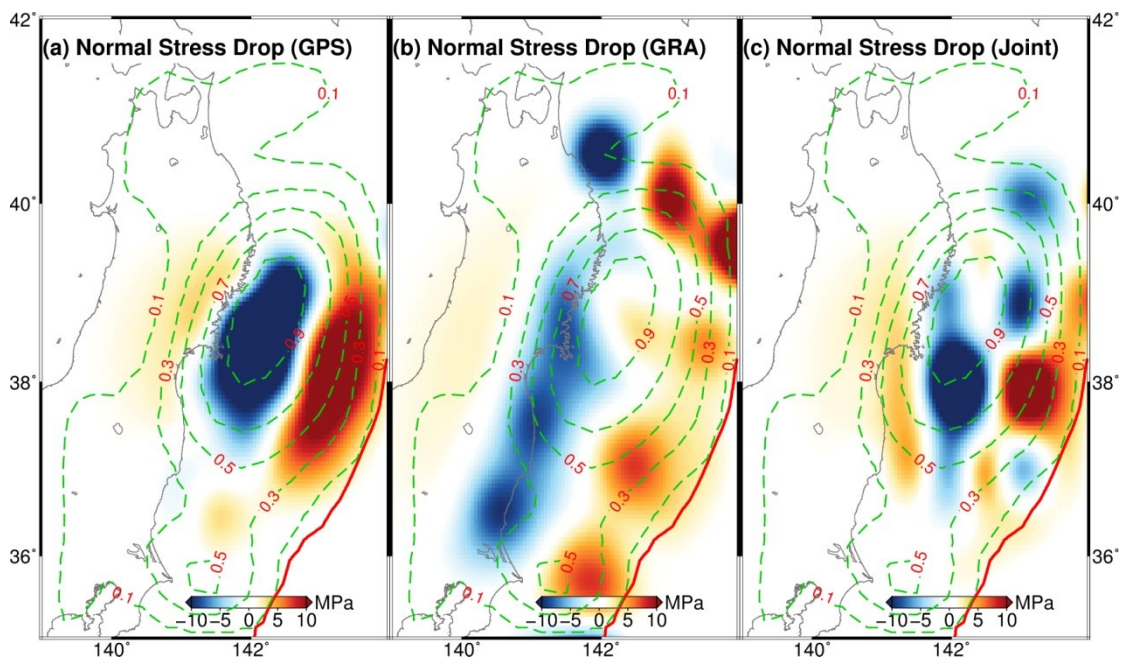 42˚ 42˚
(a) Normal Stress Drop (GPS) (b) Normal Stress Drop (GRA) (c) Normal Stress Drop (Joint)
0.1 0.1 0.1
40˚ 40˚
0.7 0.7 0.7
0.1 0.5 0.1 0.5 0.1 0.5
0.9 0.3 0.9 0.3 0.9 0.3
0.3 0.1 0.3 0.1 0.3 0.1
38˚ 38˚
0.5 0.5 0.5
0.3 0.3 0.3
36˚ 36˚
0.5 0.5 0.5
0.1 0.1 0.1
MPa MPa MPa
−10−5 0 5 10 −10−5 0 5 10 −10−5 0 5 10
140˚ 142˚ 140˚ 142˚ 140˚ 142˚